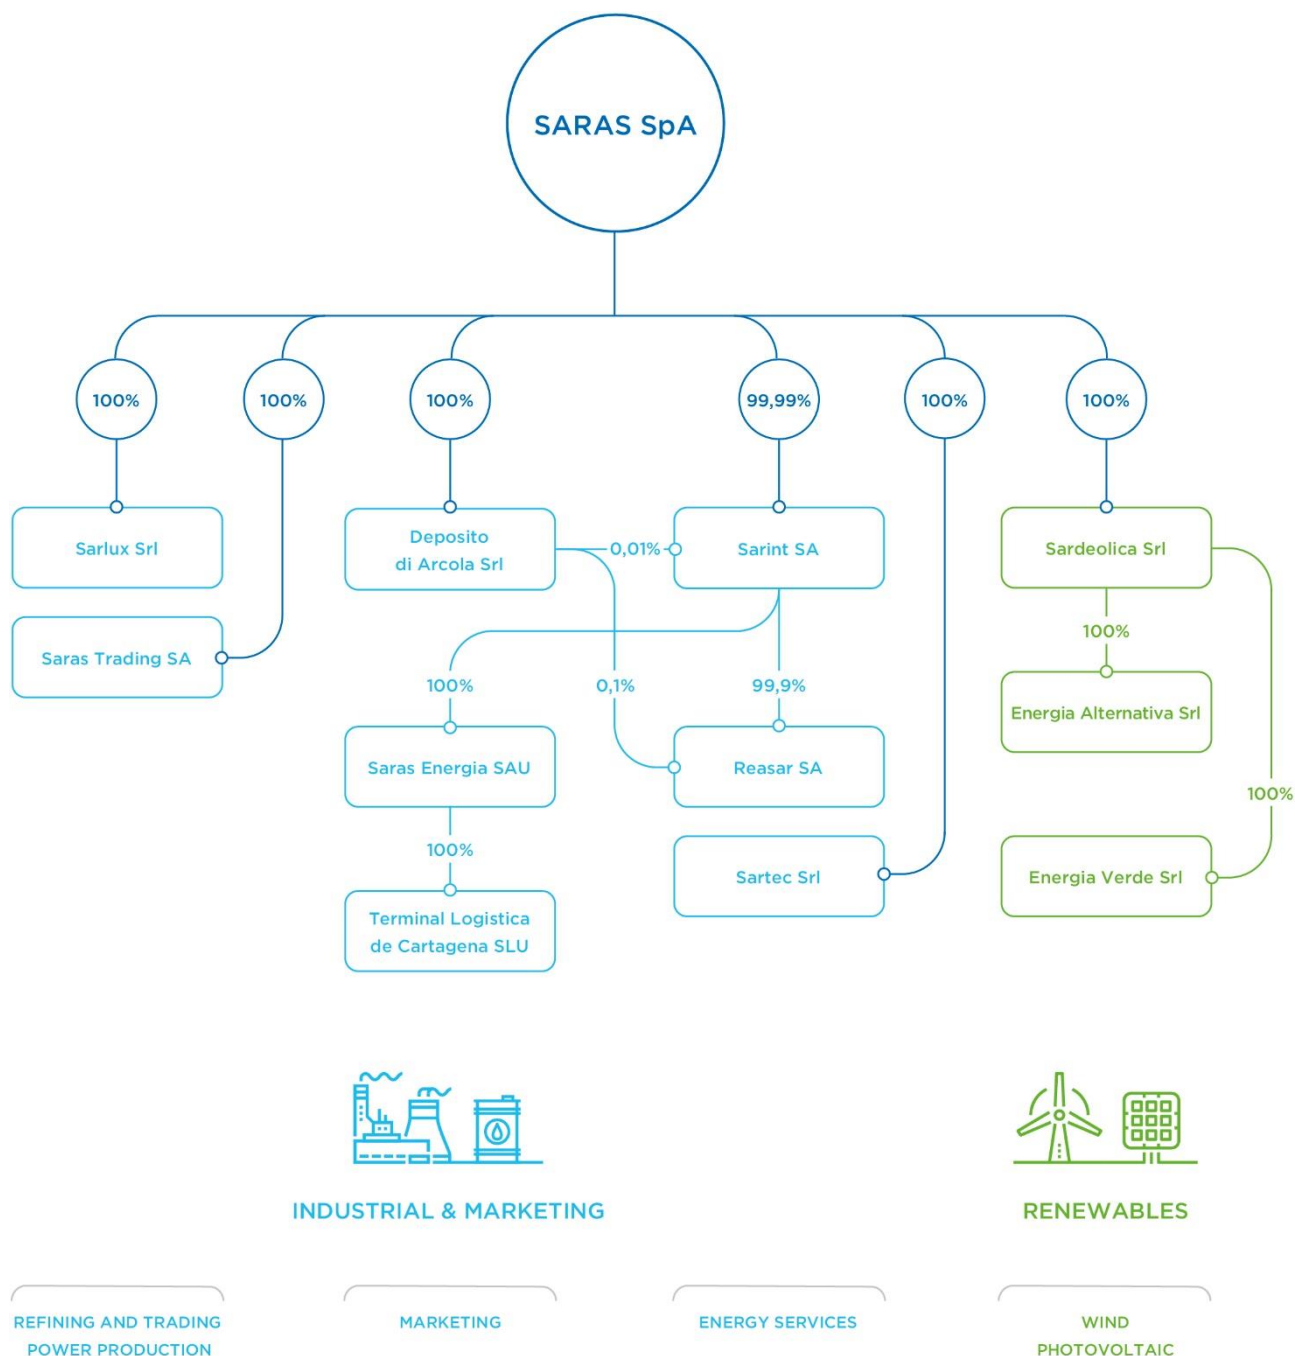 SARAS SpA
100%
100%
100%
99,99%
100%
100%
Sarlux Srl
Deposito
di Arcola Srl
0,01%
Sarint SA
Sardeolica Srl
Saras Trading SA
100%
100%
0,1%
99,9%
Energia Alternativa Srl
Saras Energia SAU
Reasar SA
100%
100%
Sartec Srl
Energia Verde Srl
Terminal Logistica
de Cartagena SLU
INDUSTRIAL & MARKETING
RENEWABLES
REFINING AND TRADING
POWER PRODUCTION
MARKETING
ENERGY SERVICES
WIND
PHOTOVOLTAIC